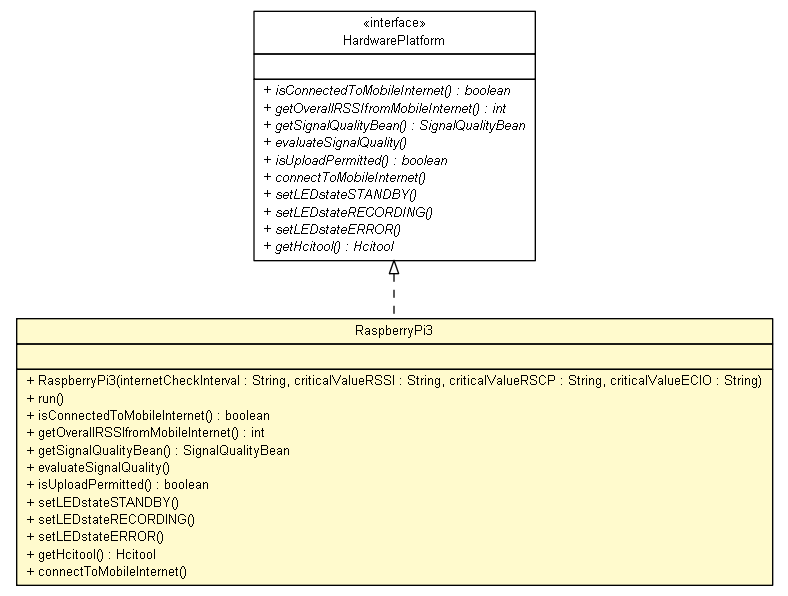 «interface»
HardwarePlatform
+ isConnectedToMobileInternet() : boolean
+ getOverallRSSIfromMobileInternet() : int
+ getSignalQualityBean() : SignalQualityBean
+ evaluateSignalQuality()
+ isUploadPermitted() : boolean
+ connectToMobileInternet()
+ setLEDstateSTANDBY()
+ setLEDstateRECORDING()
+ setLEDstateERROR()
+ getHcitool() : Hcitool
RaspberryPi3
+ RaspberryPi3(internetCheckInterval : String, criticalValueRSSI : String, criticalValueRSCP : String, criticalValueECIO : String)
+ run()
+ isConnectedToMobileInternet() : boolean
+ getOverallRSSIfromMobileInternet() : int
+ getSignalQualityBean() : SignalQualityBean
+ evaluateSignalQuality()
+ isUploadPermitted() : boolean
+ setLEDstateSTANDBY()
+ setLEDstateRECORDING()
+ setLEDstateERROR()
+ getHcitool() : Hcitool
+ connectToMobileInternet()